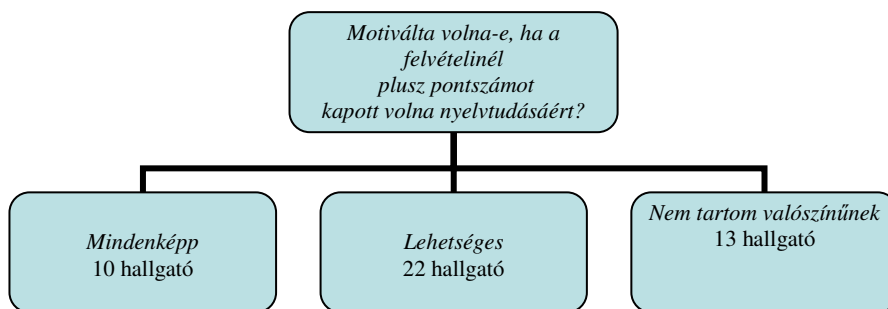 Motiválta volna-e, ha a
felvételinél
plusz pontszámot
kapott volna nyelvtudásáért?
Mindenképp
10 hallgató
Lehetséges
22 hallgató
Nem tartom valószínűnek
13 hallgató